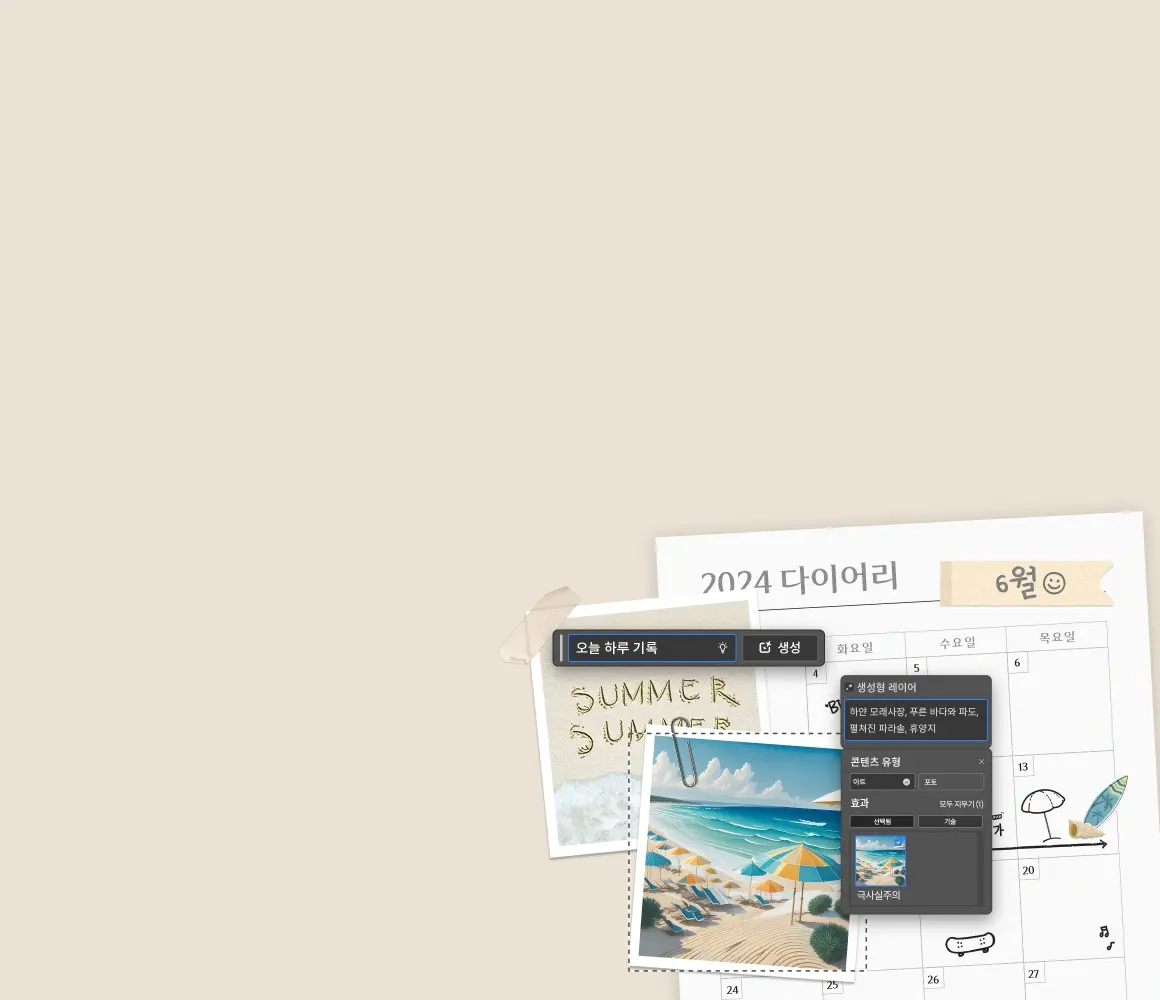 2024 다이어리
6월
화요일
수요일
목요일
오늘 하루 기록
생성
4
5
6
SUMMER
SUMMER
생성형 레이어
하얀 모래사장, 푸른 바다와 파도,
펼쳐진 파라솔, 휴양지
콘텐츠 유형
아트
포토
효과
모두 지우기 (1)
선택됨
기술
극사실주의
13
가
20
24
25
26
27